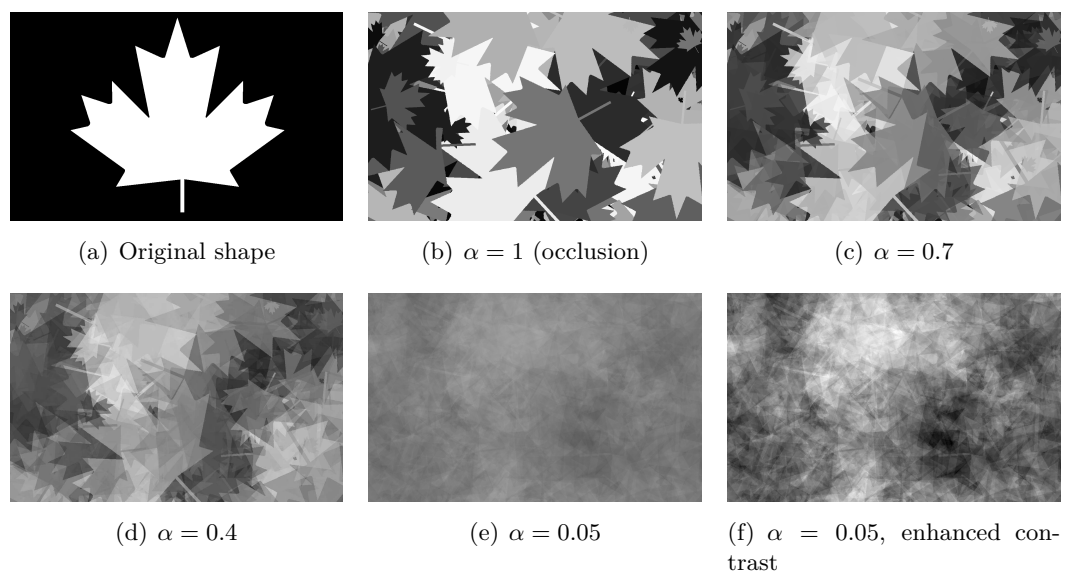 (a) Original shape
(b) α = 1 (occlusion)
(c) α = 0.7
(d) α = 0.4
(e) α = 0.05
(f) α = 0.05, enhanced con-
trast